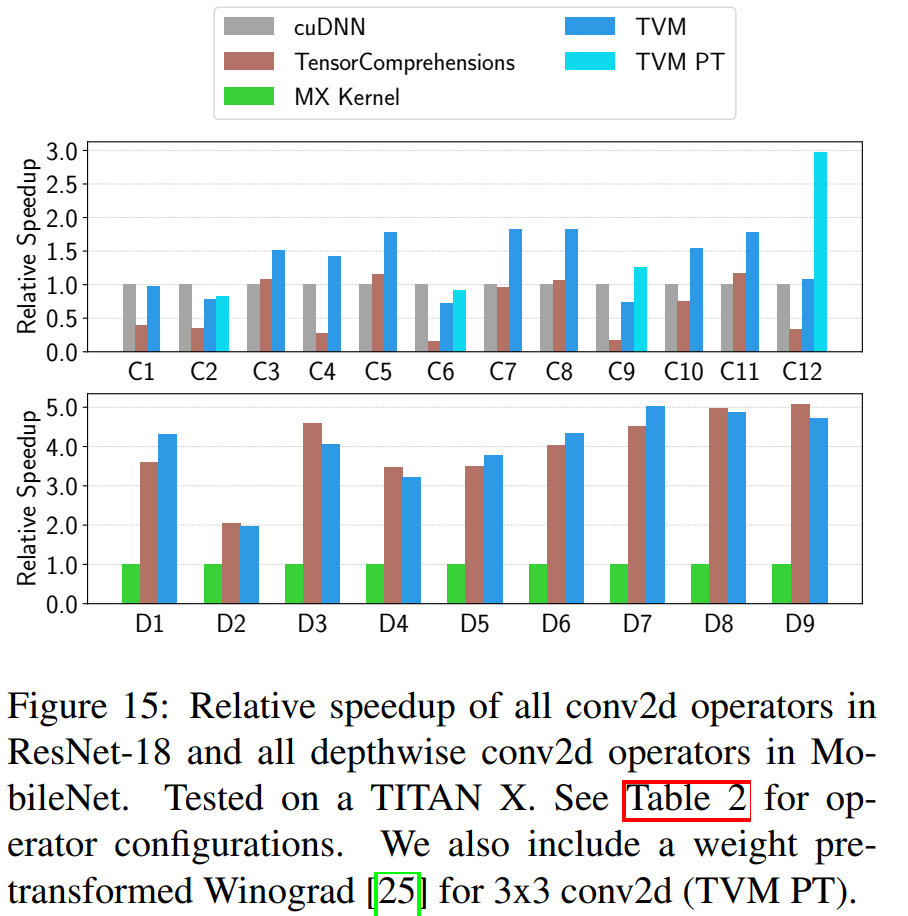 cuDNN
TensorComprehensions
MX Kernel
TVM
TVM PT
Relative Speedup
3.0
2.5
2.0
1.5
1.0
0.5
0.0
C1 C2 C3 C4 C5 C6 C7 C8 C9 C10 C11 C12
Relative Speedup
5.0
4.0
3.0
2.0
1.0
0.0
D1 D2 D3 D4 D5 D6 D7 D8 D9
Figure 15: Relative speedup of all conv2d operators in
ResNet-18 and all depthwise conv2d operators in Mo-
bileNet. Tested on a TITAN X. See Table 2 for op-
erator configurations. We also include a weight pre-
transformed Winograd [25] for 3x3 conv2d (TVM PT).